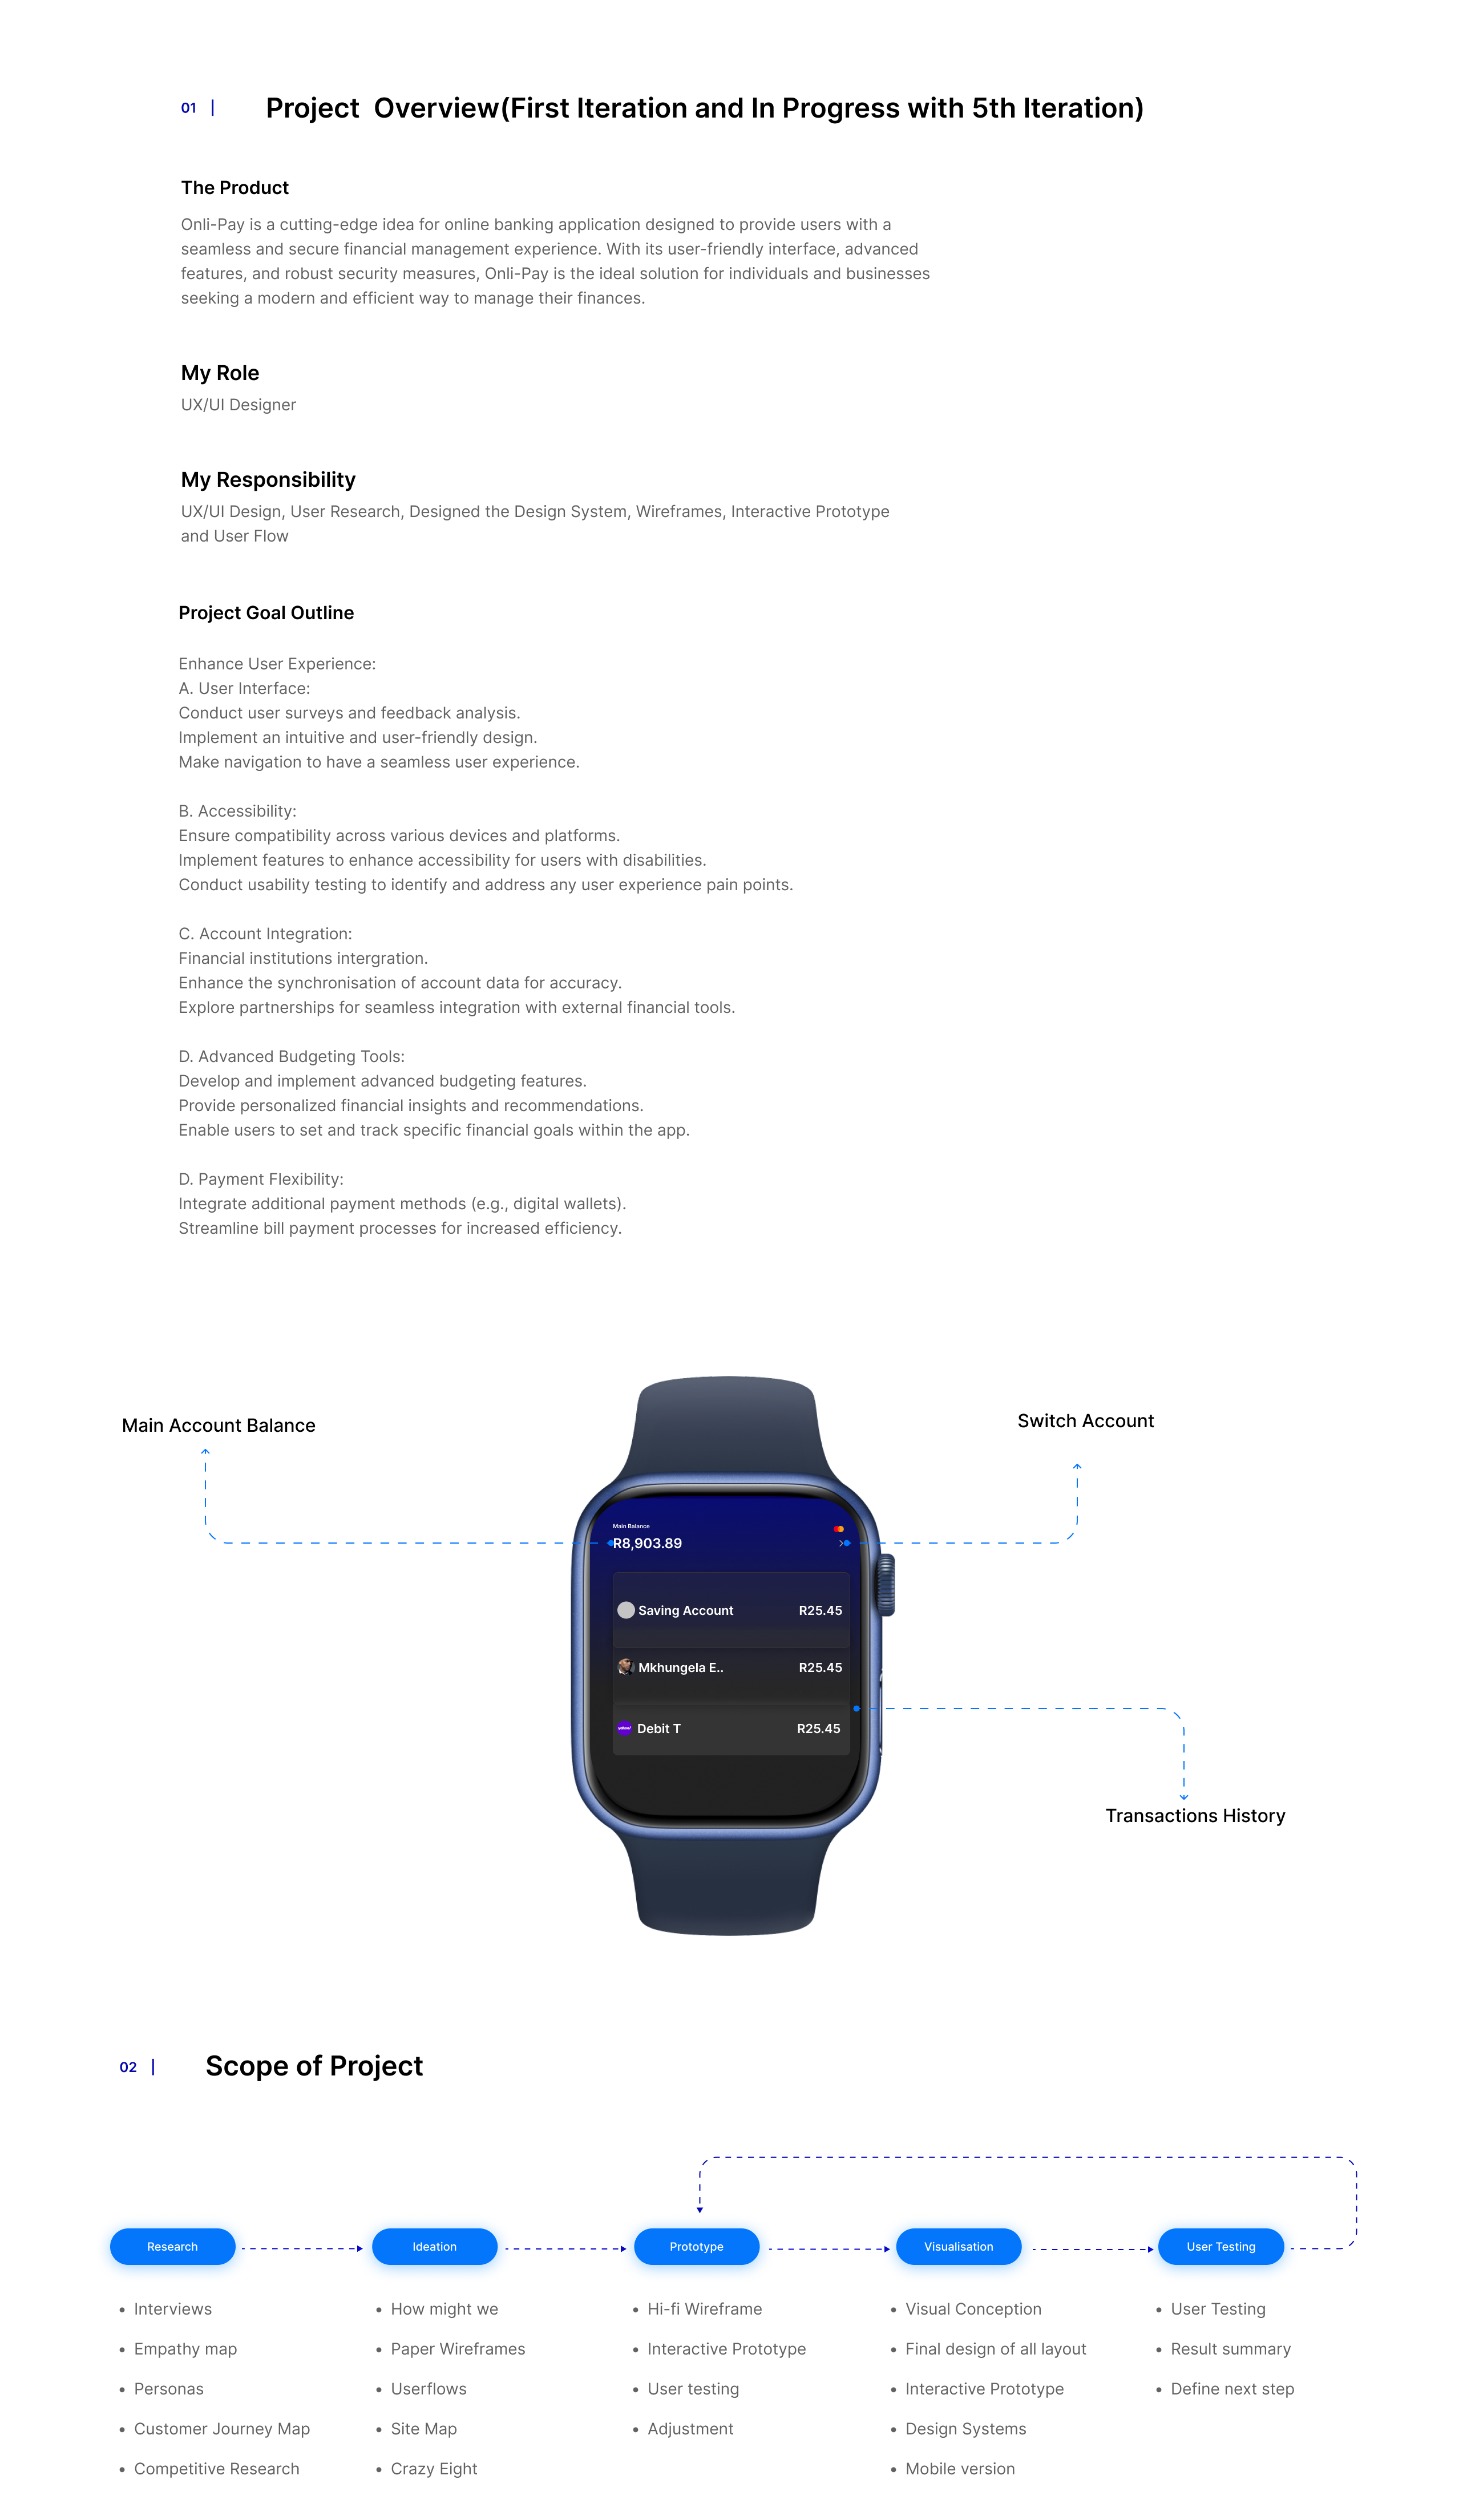 01 |
Project Overview(First Iteration and In Progress with 5th Iteration)
The Product
Onli-Pay is a cutting-edge idea for online banking application designed to provide users with a
seamless and secure financial management experience. With its user-friendly interface, advanced
features, and robust security measures, Onli-Pay is the ideal solution for individuals and businesses
seeking a modern and efficient way to manage their finances.
My Role
UX/UI Designer
My Responsibility
UX/UI Design, User Research, Designed the Design System, Wireframes, Interactive Prototype
and User Flow
Project Goal Outline
Enhance User Experience:
A. User Interface:
Conduct user surveys and feedback analysis.
Implement an intuitive and user-friendly design.
Make navigation to have a seamless user experience.
B. Accessibility:
Ensure compatibility across various devices and platforms.
Implement features to enhance accessibility for users with disabilities.
Conduct usability testing to identify and address any user experience pain points.
C. Account Integration:
Financial institutions intergration.
Enhance the synchronisation of account data for accuracy.
Explore partnerships for seamless integration with external financial tools.
D. Advanced Budgeting Tools:
Develop and implement advanced budgeting features.
Provide personalized financial insights and recommendations.
Enable users to set and track specific financial goals within the app.
D. Payment Flexibility:
Integrate additional payment methods (e.g., digital wallets).
Streamline bill payment processes for increased efficiency.
Main Account Balance
Switch Account
Main Balance
R8,903.89
Saving Account R25.45
Mkhungela E.. R25.45
yahoo!
Debit T R25.45
Transactions History
02 |
Scope of Project
Research
Ideation
Prototype
Visualisation
User Testing
• Interviews
• Empathy map
• Personas
• Customer Journey Map
• Competitive Research
• How might we
• Paper Wireframes
• Userflows
• Site Map
• Crazy Eight
• Hi-fi Wireframe
• Interactive Prototype
• User testing
• Adjustment
• Visual Conception
• Final design of all layout
• Interactive Prototype
• Design Systems
• Mobile version
• User Testing
• Result summary
• Define next step